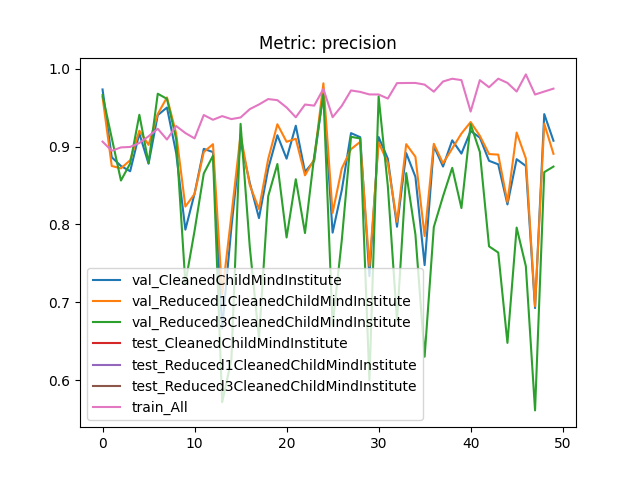 Metric: precision
1.0
0.9
0.8
0.7
0.6
val_CleanedChildMindInstitute
val_Reduced1CleanedChildMindInstitute
val_Reduced3CleanedChildMindInstitute
test_CleanedChildMindInstitute
test_Reduced1CleanedChildMindInstitute
test_Reduced3CleanedChildMindInstitute
train_All
0 10 20 30 40 50